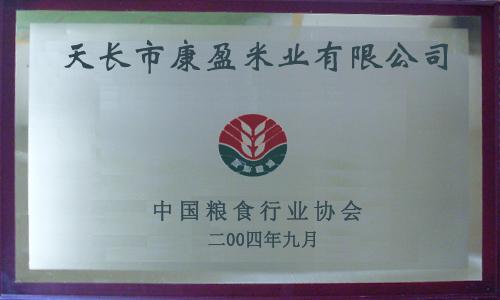 天长市康盈米业有限公司
中国粮食行业协会
二00四年九月